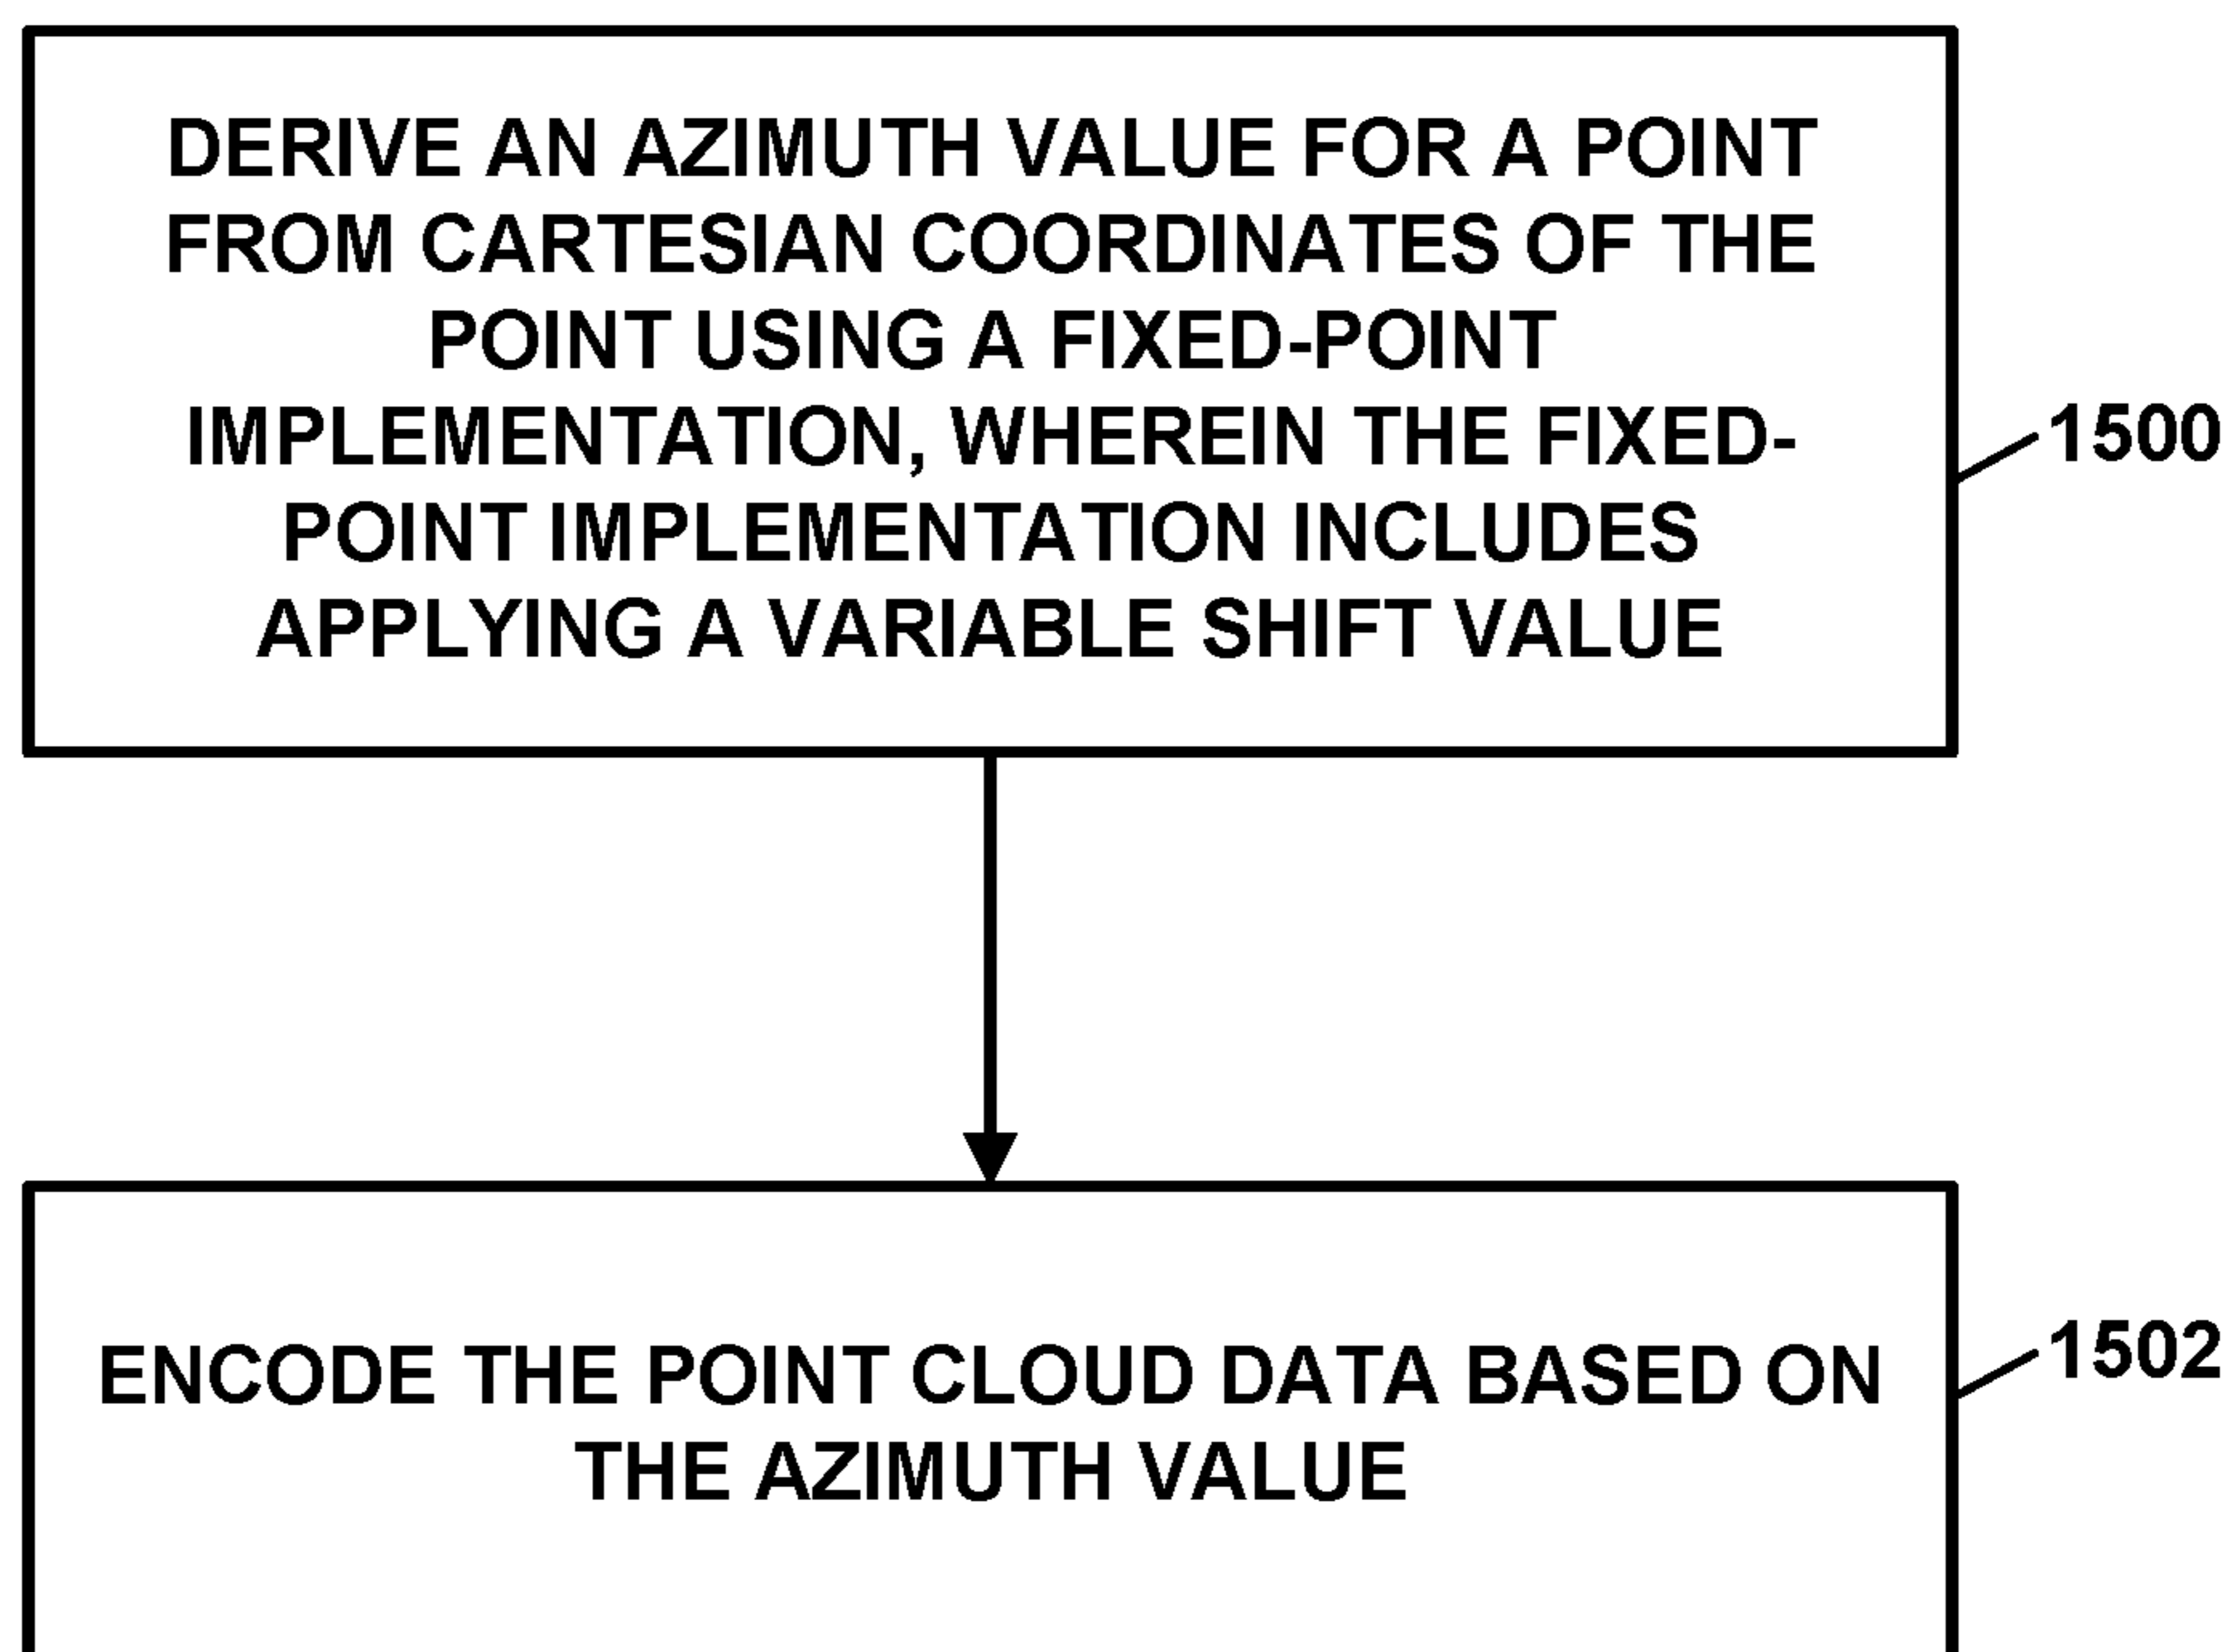 DERIVE AN AZIMUTH VALUE FOR A POINT
FROM CARTESIAN COORDINATES OF THE
POINT USING A FIXED-POINT
IMPLEMENTATION, WHEREIN THE FIXED-
POINT IMPLEMENTATION INCLUDES
APPLYING A VARIABLE SHIFT VALUE
1500
ENCODE THE POINT CLOUD DATA BASED ON
THE AZIMUTH VALUE
1502